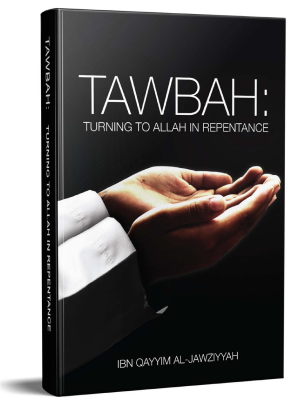 TAWBAH:
TURNING TO ALLAH IN REPENTANCE
IBN QAYYIM AL-JAWZIYYAH
TAWBAH: TURNING TO ALLAH IN REPENTANCE